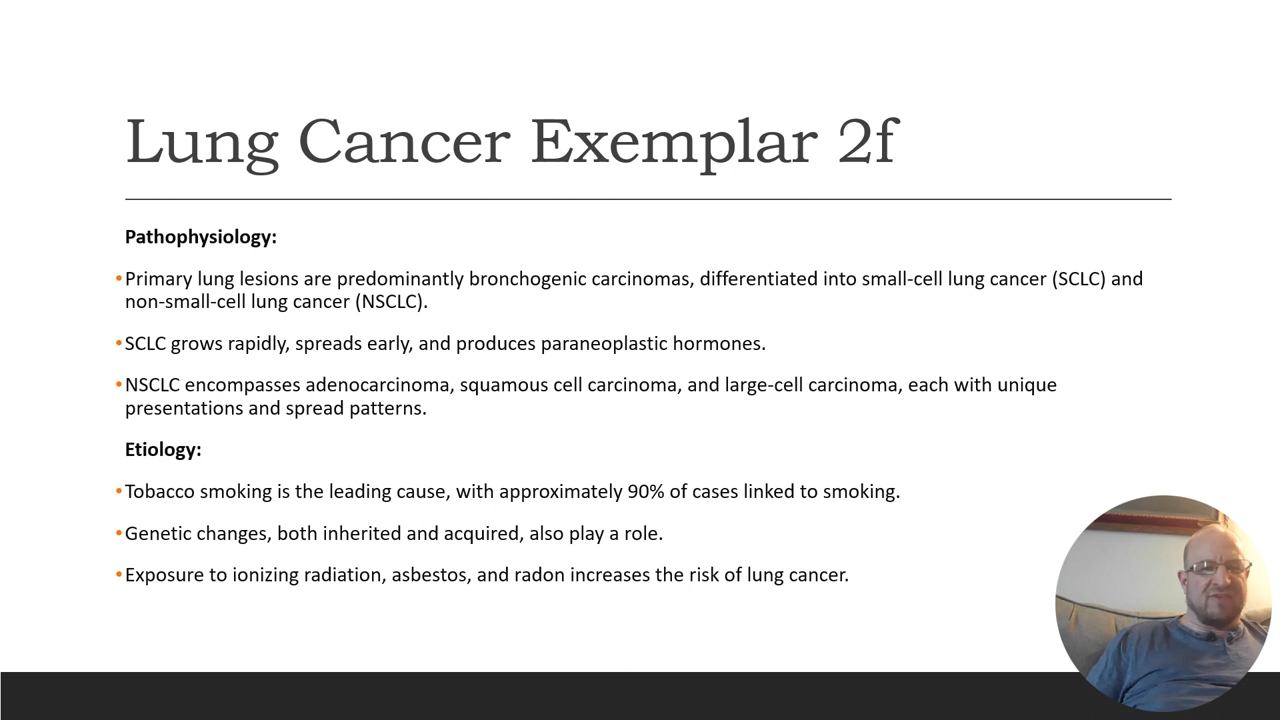 Lung Cancer Exemplar 2f
Pathophysiology:
•Primary lung lesions are predominantly bronchogenic carcinomas, differentiated into small-cell lung cancer (SCLC) and
non-small-cell lung cancer (NSCLC).
•SCLC grows rapidly, spreads early, and produces paraneoplastic hormones.
•NSCLC encompasses adenocarcinoma, squamous cell carcinoma, and large-cell carcinoma, each with unique
presentations and spread patterns.
Etiology:
•Tobacco smoking is the leading cause, with approximately 90% of cases linked to smoking.
•Genetic changes, both inherited and acquired, also play a role.
•Exposure to ionizing radiation, asbestos, and radon increases the risk of lung cancer.